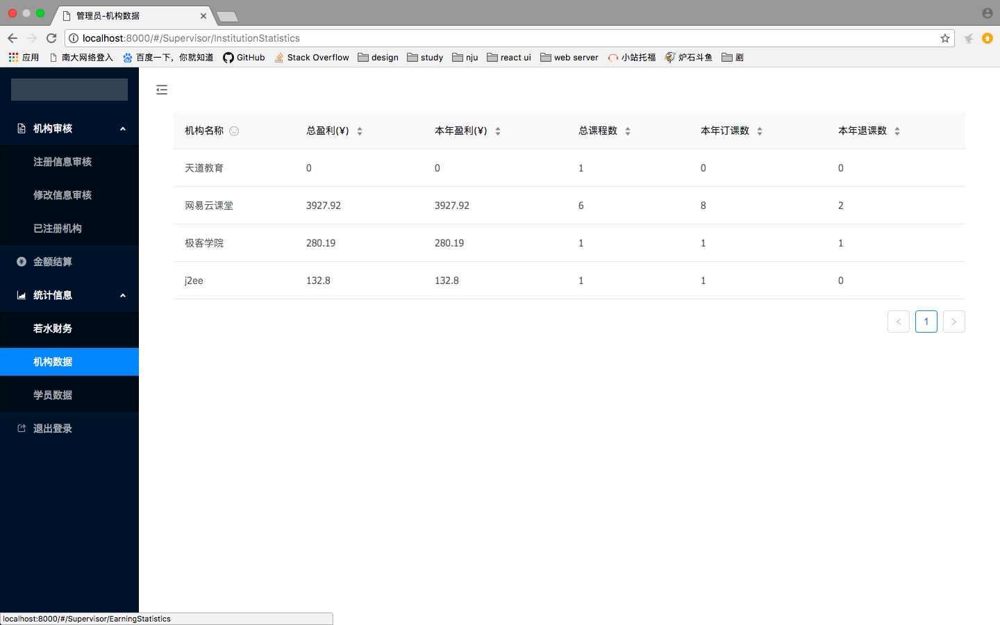 管理员-机构数据
localhost:8000/#/Supervisor/InstitutionStatistics
应用 南大网络登入 百度一下，你就知道 GitHub Stack Overflow design study nju react ui web server 小站托福 炉石斗鱼 剧
机构审核
注册信息审核
修改信息审核
已注册机构
金额结算
统计信息
若水财务
机构数据
学员数据
退出登录
机构名称 总盈利(¥) 本年盈利(¥) 总课程数 本年订课数 本年退课数
天道教育 0 0 1 0 0
网易云课堂 3927.92 3927.92 6 8 2
极客学院 280.19 280.19 1 1 1
j2ee 132.8 132.8 1 1 0
< 1 >
localhost:8000/#/Supervisor/EarningStatistics